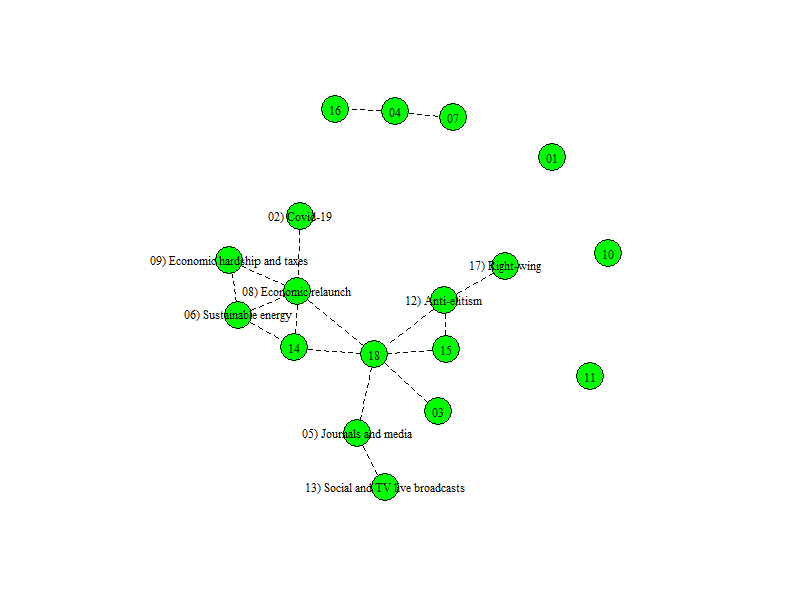 16
04
07
01
02) Covid-19
10
09) Economic hardship and taxes
17) Right-wing
08) Economic relaunch
12) Anti-elitism
06) Sustainable energy
14
18
15
11
03
05) Journals and media
13) Social and TV live broadcasts